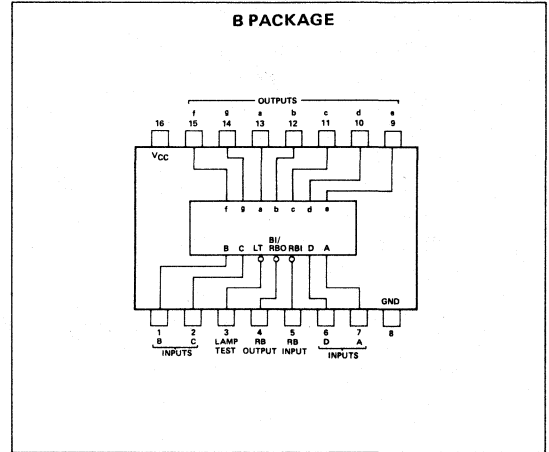 B PACKAGE
OUTPUTS
f g a b c d e
16 15 14 13 12 11 10 9
VCC
f g a b c d e
BI/
B C LT RBO RBI D A
GND
1 2 3 4 5 6 7 8
B C LAMP RB RB D A
INPUTS TEST OUTPUT INPUT INPUTS